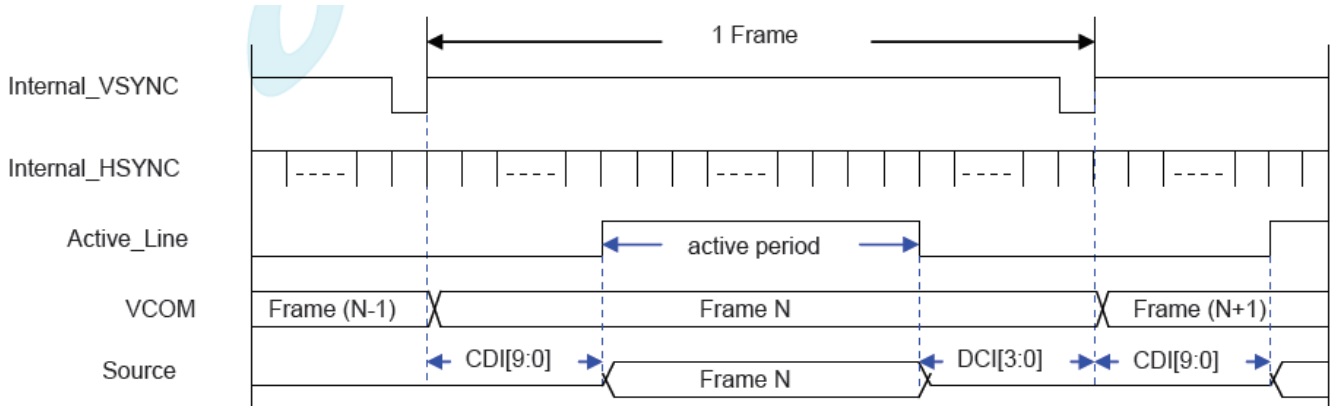 1 Frame
Internal_VSYNC
Internal_HSYNC
Active_Line
active period
VCOM
Frame (N-1)
Frame N
Frame (N+1)
Source
CDI[9:0]
Frame N
DCI[3:0]
CDI[9:0]